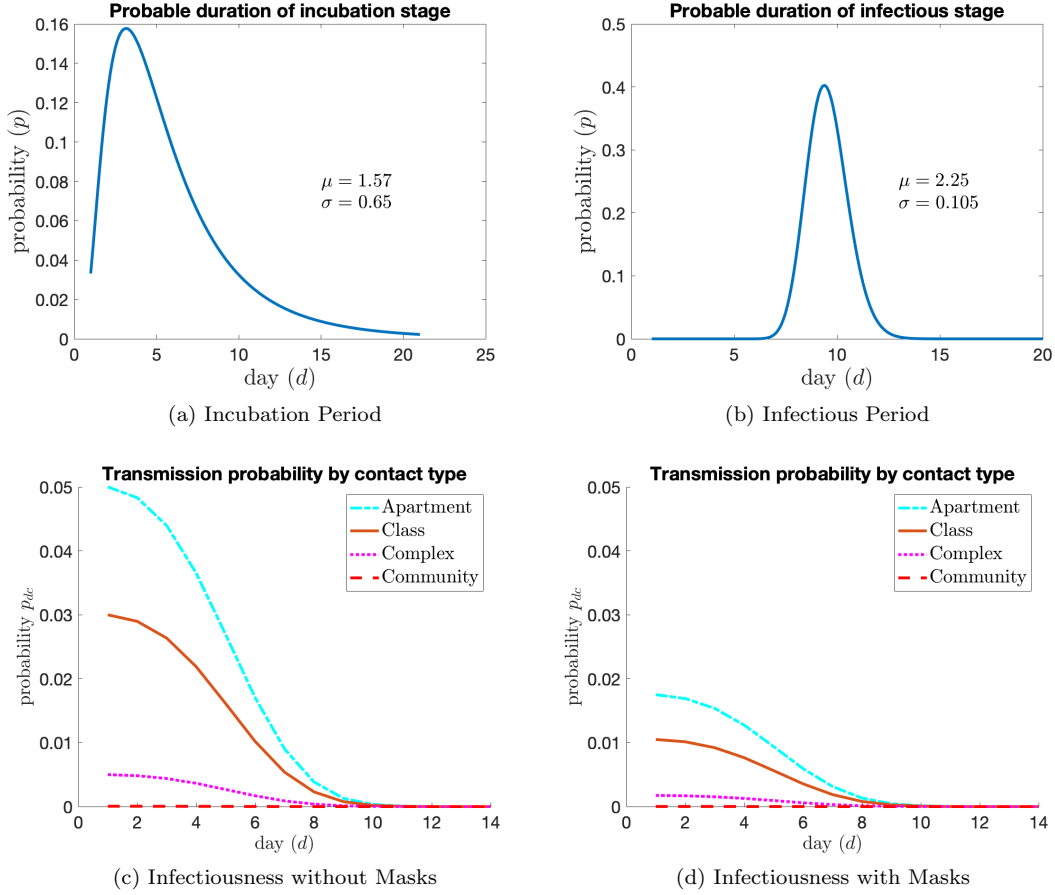 Probable duration of incubation stage
0.16
0.14
0.12
0.1
0.08
0.06
0.04
0.02
0
probability (p)
μ = 1.57
σ = 0.65
0 5 10 15 20 25
day (d)
(a) Incubation Period
Probable duration of infectious stage
0.5
0.4
0.3
0.2
0.1
0
probability (p)
μ = 2.25
σ = 0.105
0 5 10 15 20
day (d)
(b) Infectious Period
Transmission probability by contact type
0.05
0.04
0.03
0.02
0.01
0
probability p_dc
Apartment
Class
Complex
Community
0 2 4 6 8 10 12 14
day (d)
(c) Infectiousness without Masks
Transmission probability by contact type
0.05
0.04
0.03
0.02
0.01
0
probability p_dc
Apartment
Class
Complex
Community
0 2 4 6 8 10 12 14
day (d)
(d) Infectiousness with Masks